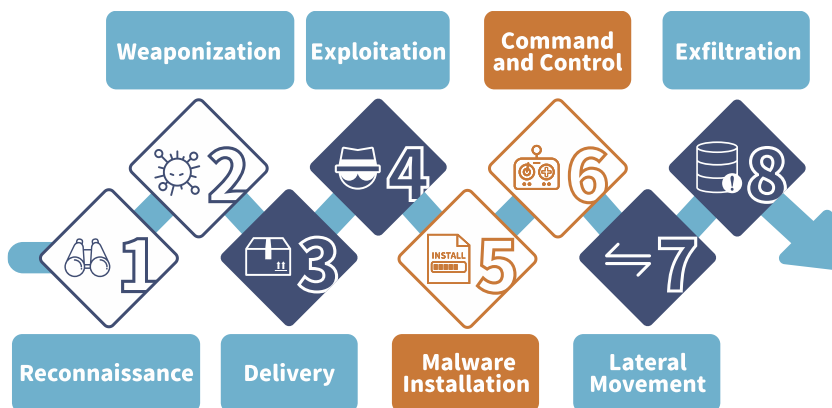 Weaponization
Exploitation
Command
and Control
Exfiltration
2
4
6
8
1
3
INSTALL
5
7
Reconnaissance
Delivery
Malware
Installation
Lateral
Movement